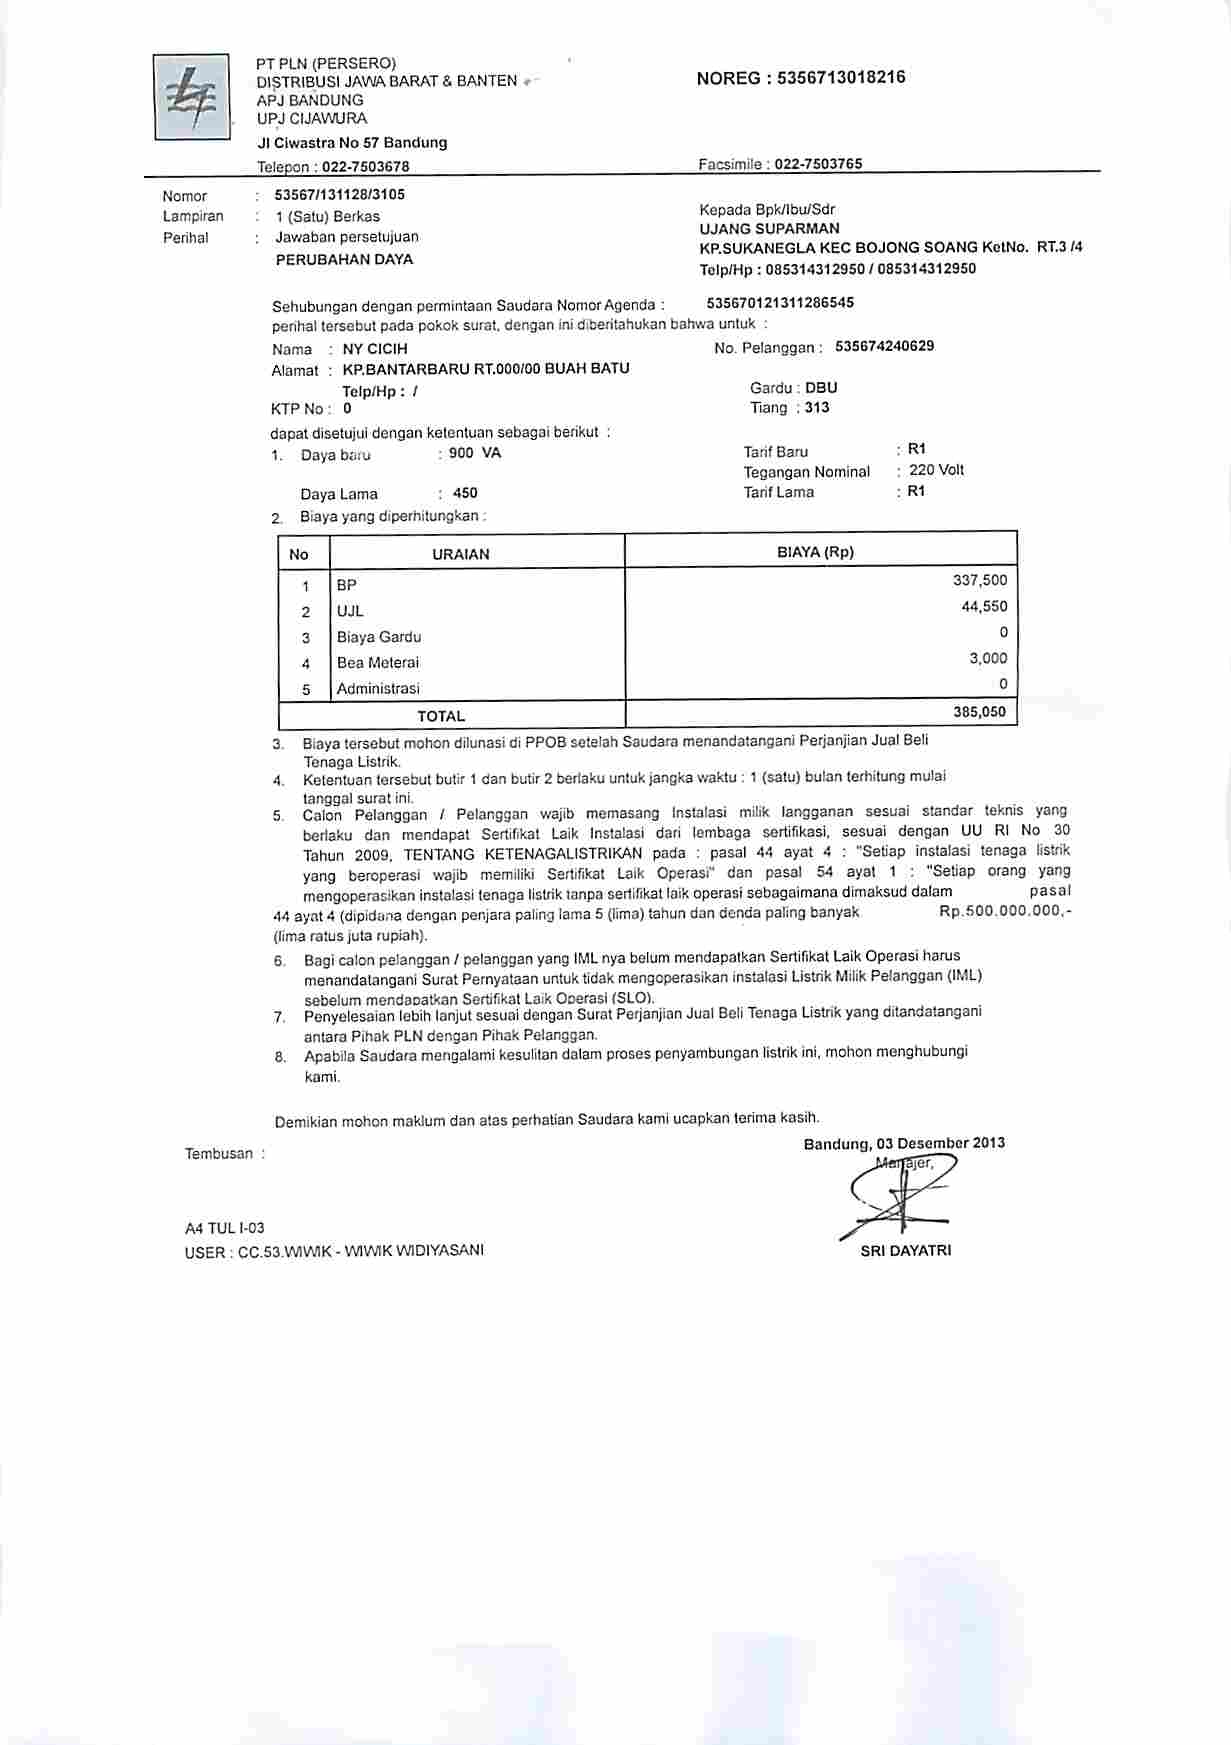 PT PLN (PERSERO)
DISTRIBUSI JAWA BARAT & BANTEN
APJ BANDUNG
UPJ CIJAWURA
Jl Ciwastra No 57 Bandung
Telepon : 022-7503678
NOREG : 5356713018216
Facsimile : 022-7503765
Nomor : 53567/131128/3105
Lampiran : 1 (Satu) Berkas
Perihal : Jawaban persetujuan
PERUBAHAN DAYA
Kepada Bpk/Ibu/Sdr
UJANG SUPARMAN
KP.SUKANEGLA KEC BOJONG SOANG KetNo. RT.3 /4
Telp/Hp : 085314312950 / 085314312950
Sehubungan dengan permintaan Saudara Nomor Agenda : 535670121311286545
perihal tersebut pada pokok surat, dengan ini diberitahukan bahwa untuk :
Nama : NY CICIH No. Pelanggan : 535674240629
Alamat : KP.BANTARBARU RT.000/00 BUAH BATU
Telp/Hp : / Gardu : DBU
KTP No : 0 Tiang : 313
dapat disetujui dengan ketentuan sebagai berikut :
1. Daya baru : 900 VA Tarif Baru : R1
Tegangan Nominal : 220 Volt
Daya Lama : 450 Tarif Lama : R1
2. Biaya yang diperhitungkan :
No URAIAN BIAYA (Rp)
1 BP 337,500
2 UJL 44,550
3 Biaya Gardu 0
4 Bea Meterai 3,000
5 Administrasi 0
TOTAL 385,050
3. Biaya tersebut mohon dilunasi di PPOB setelah Saudara menandatangani Perjanjian Jual Beli
Tenaga Listrik.
4. Ketentuan tersebut butir 1 dan butir 2 berlaku untuk jangka waktu : 1 (satu) bulan terhitung mulai
tanggal surat ini.
5. Calon Pelanggan / Pelanggan wajib memasang Instalasi milik langganan sesuai standar teknis yang
berlaku dan mendapat Sertifikat Laik Instalasi dari lembaga sertifikasi, sesuai dengan UU RI No 30
Tahun 2009, TENTANG KETENAGALISTRIKAN pada : pasal 44 ayat 4 : "Setiap instalasi tenaga listrik
yang beroperasi wajib memiliki Sertifikat Laik Operasi" dan pasal 54 ayat 1 : "Setiap orang yang
mengoperasikan instalasi tenaga listrik tanpa sertifikat laik operasi sebagaimana dimaksud dalam pasal
44 ayat 4 (dipidana dengan penjara paling lama 5 (lima) tahun dan denda paling banyak Rp.500.000.000,-
(lima ratus juta rupiah).
6. Bagi calon pelanggan / pelanggan yang IML nya belum mendapatkan Sertifikat Laik Operasi harus
menandatangani Surat Pernyataan untuk tidak mengoperasikan instalasi Listrik Milik Pelanggan (IML)
sebelum mendapatkan Sertifikat Laik Operasi (SLO).
7. Penyelesaian lebih lanjut sesuai dengan Surat Perjanjian Jual Beli Tenaga Listrik yang ditandatangani
antara Pihak PLN dengan Pihak Pelanggan.
8. Apabila Saudara mengalami kesulitan dalam proses penyambungan listrik ini, mohon menghubungi
kami.
Demikian mohon maklum dan atas perhatian Saudara kami ucapkan terima kasih.
Tembusan :
Bandung, 03 Desember 2013
Manajer,
SRI DAYATRI
A4 TUL I-03
USER : CC.53.WIWIK - WIWIK WIDIYASANI